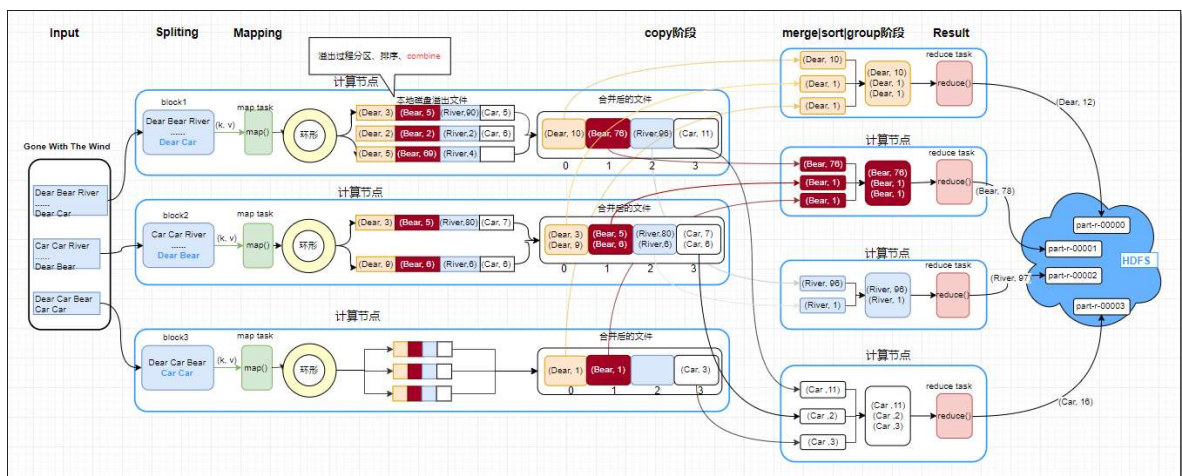 Input
Spliting
Mapping
copy阶段
merge|sort|group阶段
Result
溢出过程分区、排序、combine
计算节点
block1
Dear Bear River
......
Dear Car
(k, v)
map task
map()
环形
本地磁盘溢出文件
(Dear, 3) (Bear, 5) (River,90) (Car, 5)
(Dear, 2) (Bear, 2) (River,2) (Car, 6)
(Dear, 5) (Bear, 69) (River,4)
合并后的文件
(Dear, 10) (Bear, 76) (River,96) (Car, 11)
0 1 2 3
Gone With The Wind
Dear Bear River
......
Dear Car
Car Car River
......
Dear Bear
Dear Car Bear
Car Car
计算节点
block2
Car Car River
......
Dear Bear
(k, v)
map task
map()
环形
(Dear, 3) (Bear, 5) (River,80) (Car, 7)
(Dear, 9) (Bear, 6) (River,6) (Car, 6)
合并后的文件
(Dear, 3) (Bear, 5) (River,80) (Car, 7)
(Dear, 9) (Bear, 6) (River,6) (Car, 6)
0 1 2 3
计算节点
block3
Dear Car Bear
Car Car
(k, v)
map task
map()
环形
合并后的文件
(Dear, 1) (Bear, 1) (Car, 3)
0 1 2 3
(Dear, 10)
(Dear, 1)
(Dear, 1)
(Dear, 10)
(Dear, 1)
(Dear, 1)
reduce task
reduce()
(Dear, 12)
计算节点
(Bear, 76)
(Bear, 1)
(Bear, 1)
(Bear, 76)
(Bear, 1)
(Bear, 1)
reduce task
reduce()
(Bear, 78)
计算节点
(River, 96)
(River, 1)
(River, 96)
(River, 1)
reduce task
reduce()
(River, 97)
计算节点
(Car ,11)
(Car ,2)
(Car ,3)
(Car ,11)
(Car ,2)
(Car ,3)
reduce task
reduce()
(Car, 16)
part-r-00000
part-r-00001
part-r-00002
part-r-00003
HDFS